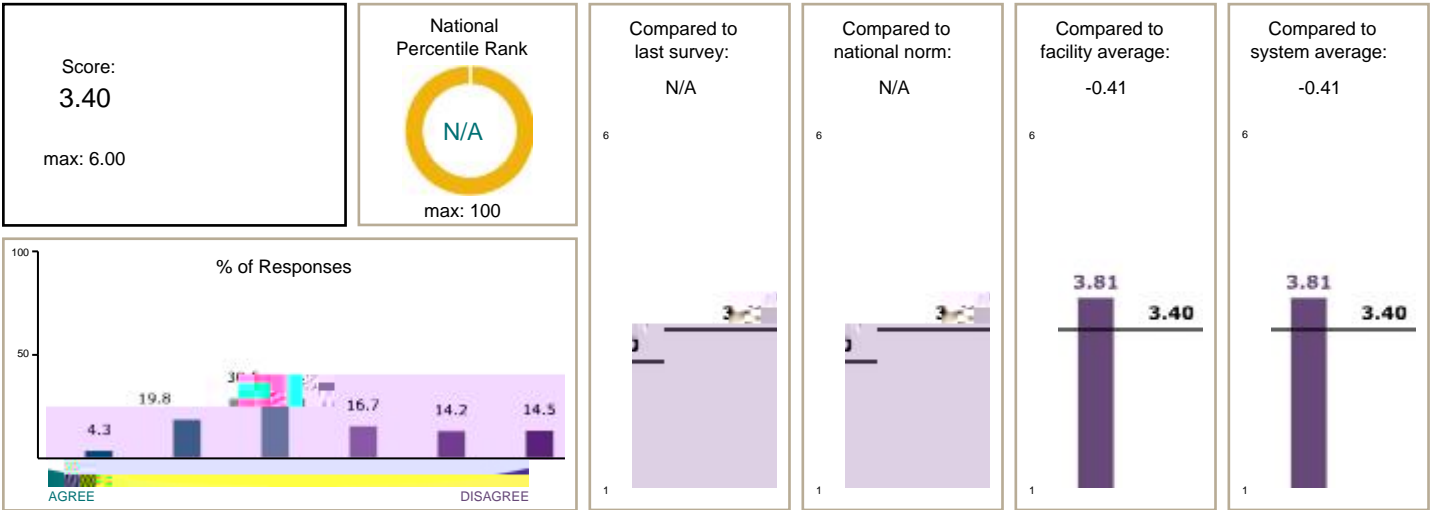 Score:
3.40
max: 6.00
National
Percentile Rank
N/A
max: 100
Compared to
last survey:
N/A
6
1
Compared to
national norm:
N/A
6
1
Compared to
facility average:
-0.41
6
3.81
3.40
1
Compared to
system average:
-0.41
6
3.81
3.40
1
% of Responses
100
50
4.3
19.8
16.7
14.2
14.5
AGREE
DISAGREE